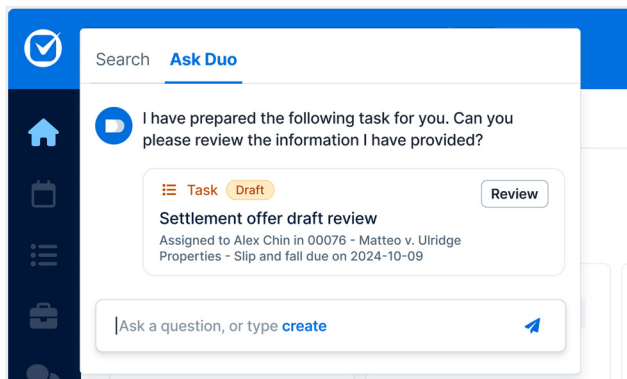 Search Ask Duo
I have prepared the following task for you. Can you
please review the information I have provided?
Task Draft Review
Settlement offer draft review
Assigned to Alex Chin in 00076 - Matteo v. Ulridge
Properties - Slip and fall due on 2024-10-09
Ask a question, or type create